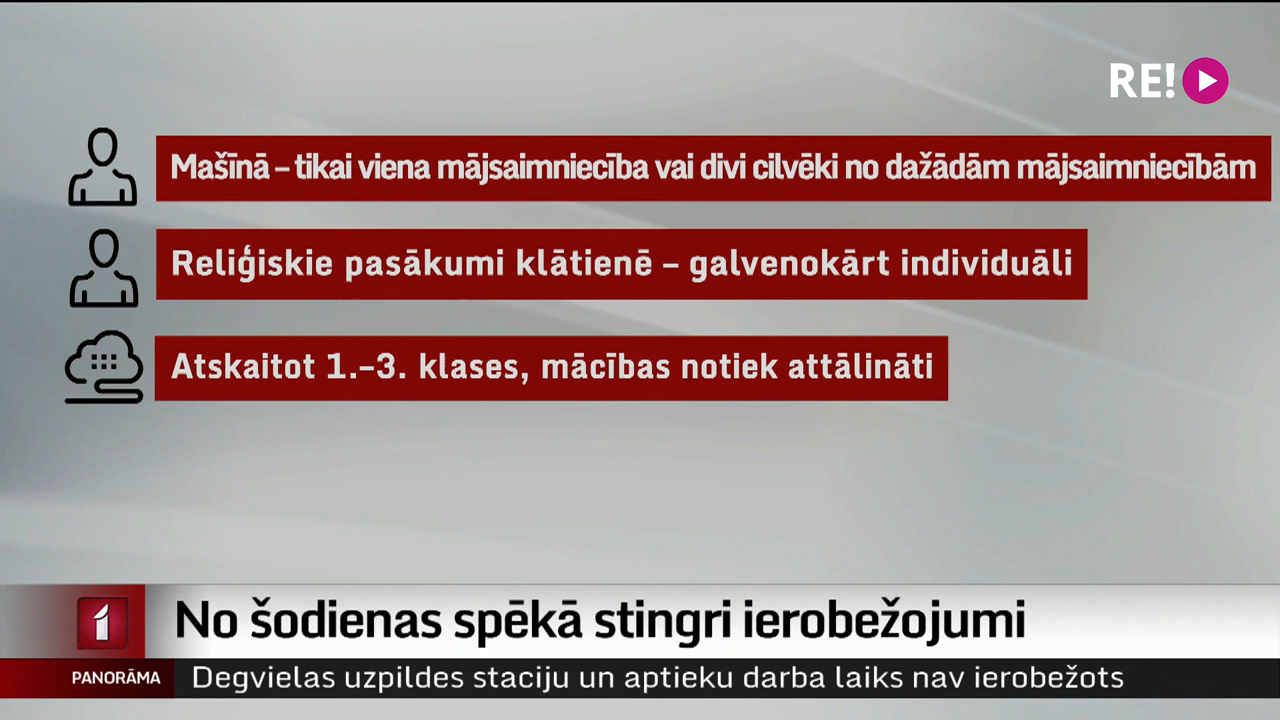 RE!
Mašīnā – tikai viena mājsaimniecība vai divi cilvēki no dažādām mājsaimniecībām
Reliģiskie pasākumi klātienē – galvenokārt individuāli
Atskaitot 1.–3. klases, mācības notiek attālināti
1
No šodienas spēkā stingri ierobežojumi
PANORĀMA
Degvielas uzpildes staciju un aptieku darba laiks nav ierobežots